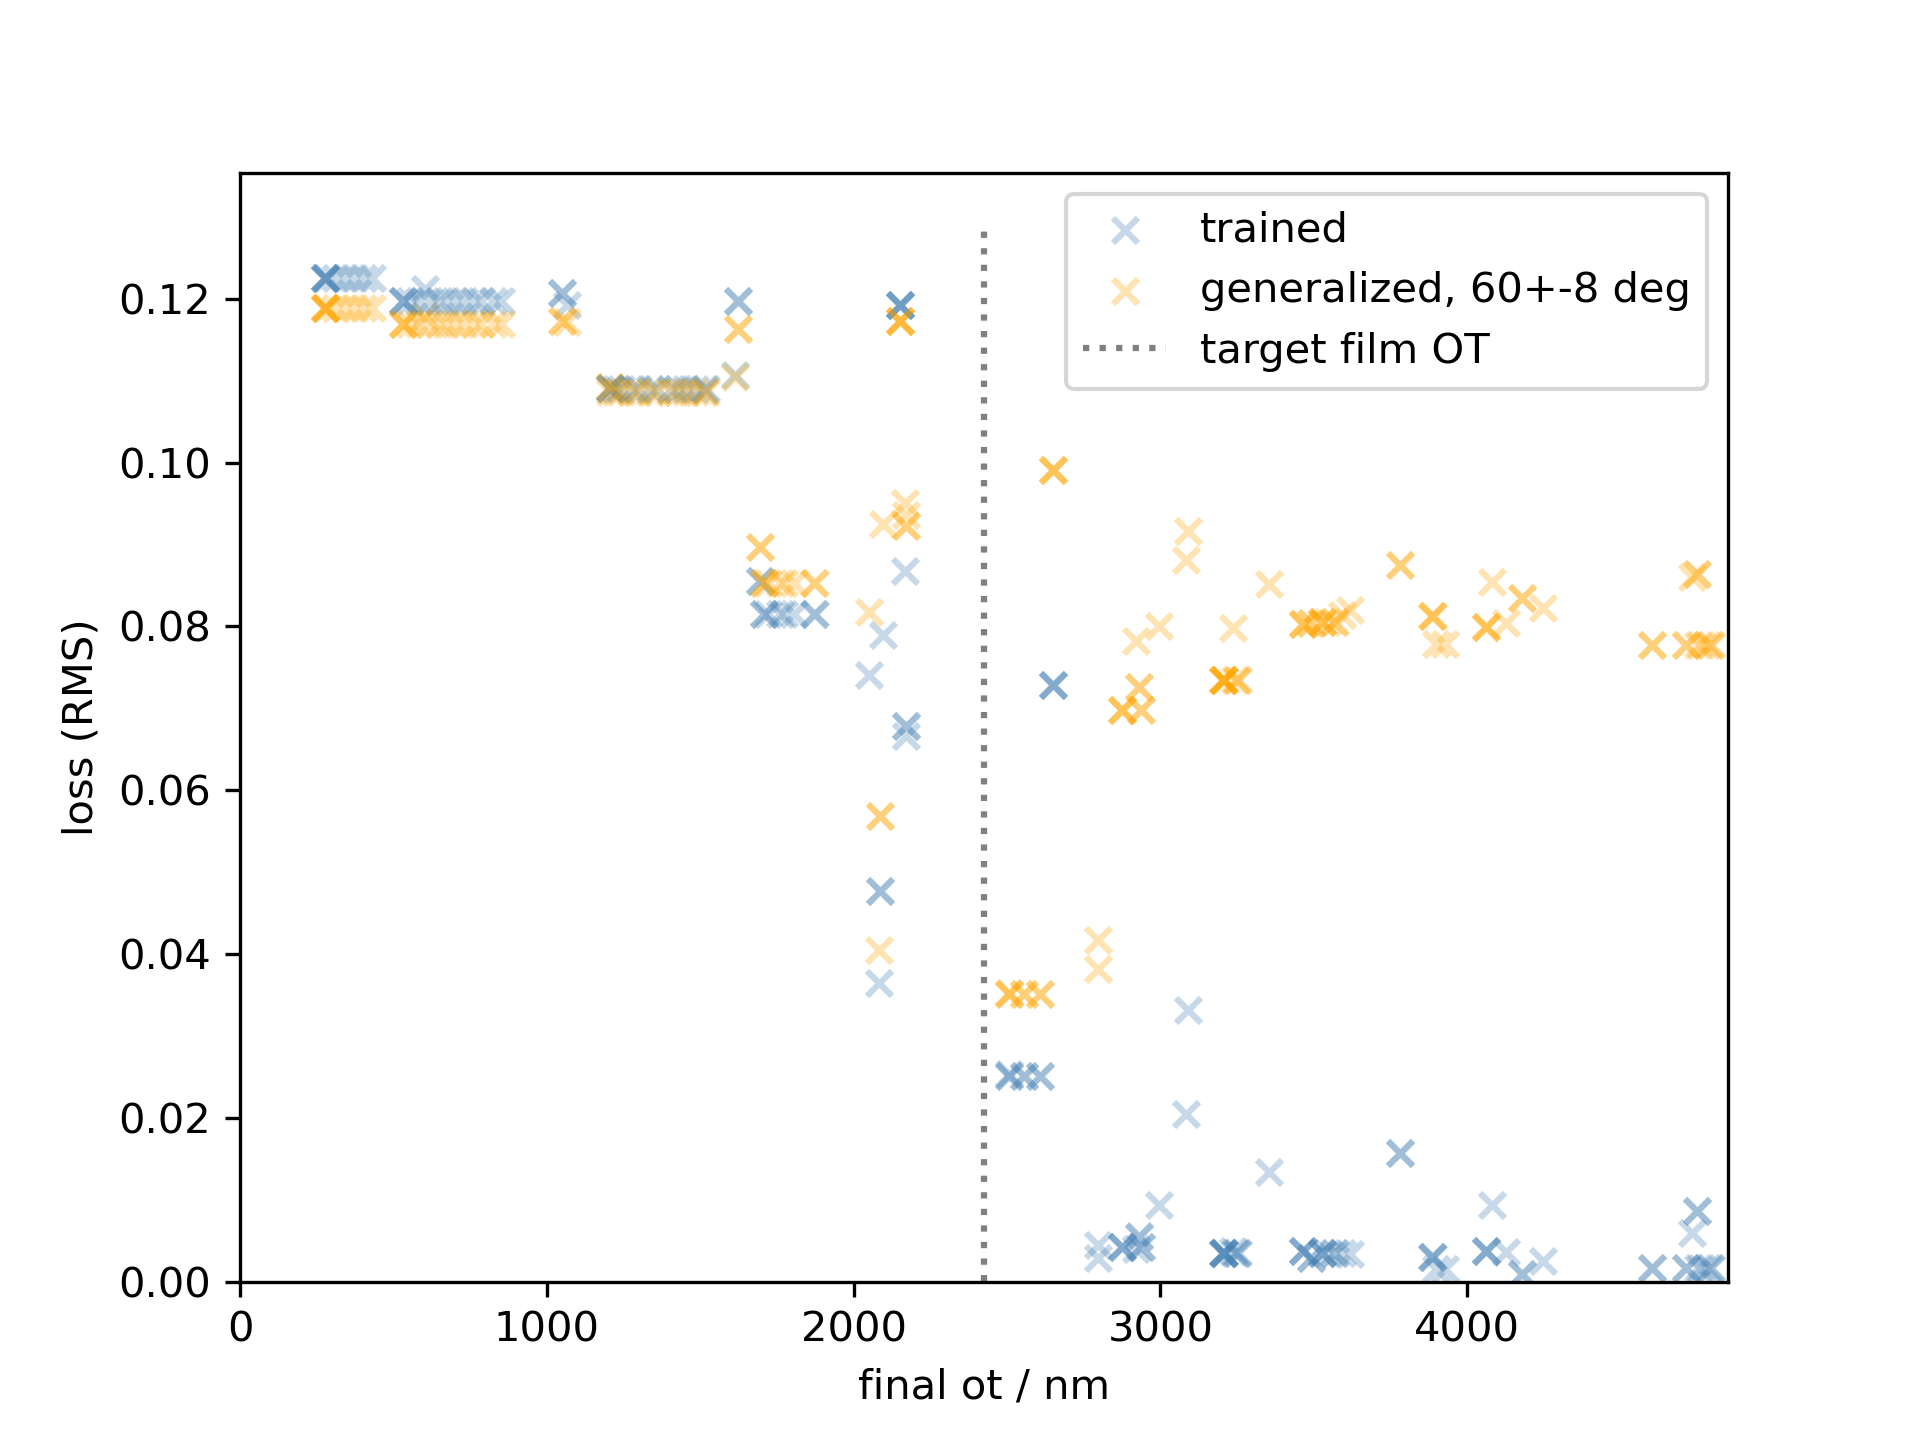 trained
generalized, 60+-8 deg
target film OT
0.12
0.10
0.08
0.06
0.04
0.02
0.00
loss (RMS)
0
1000
2000
3000
4000
final ot / nm